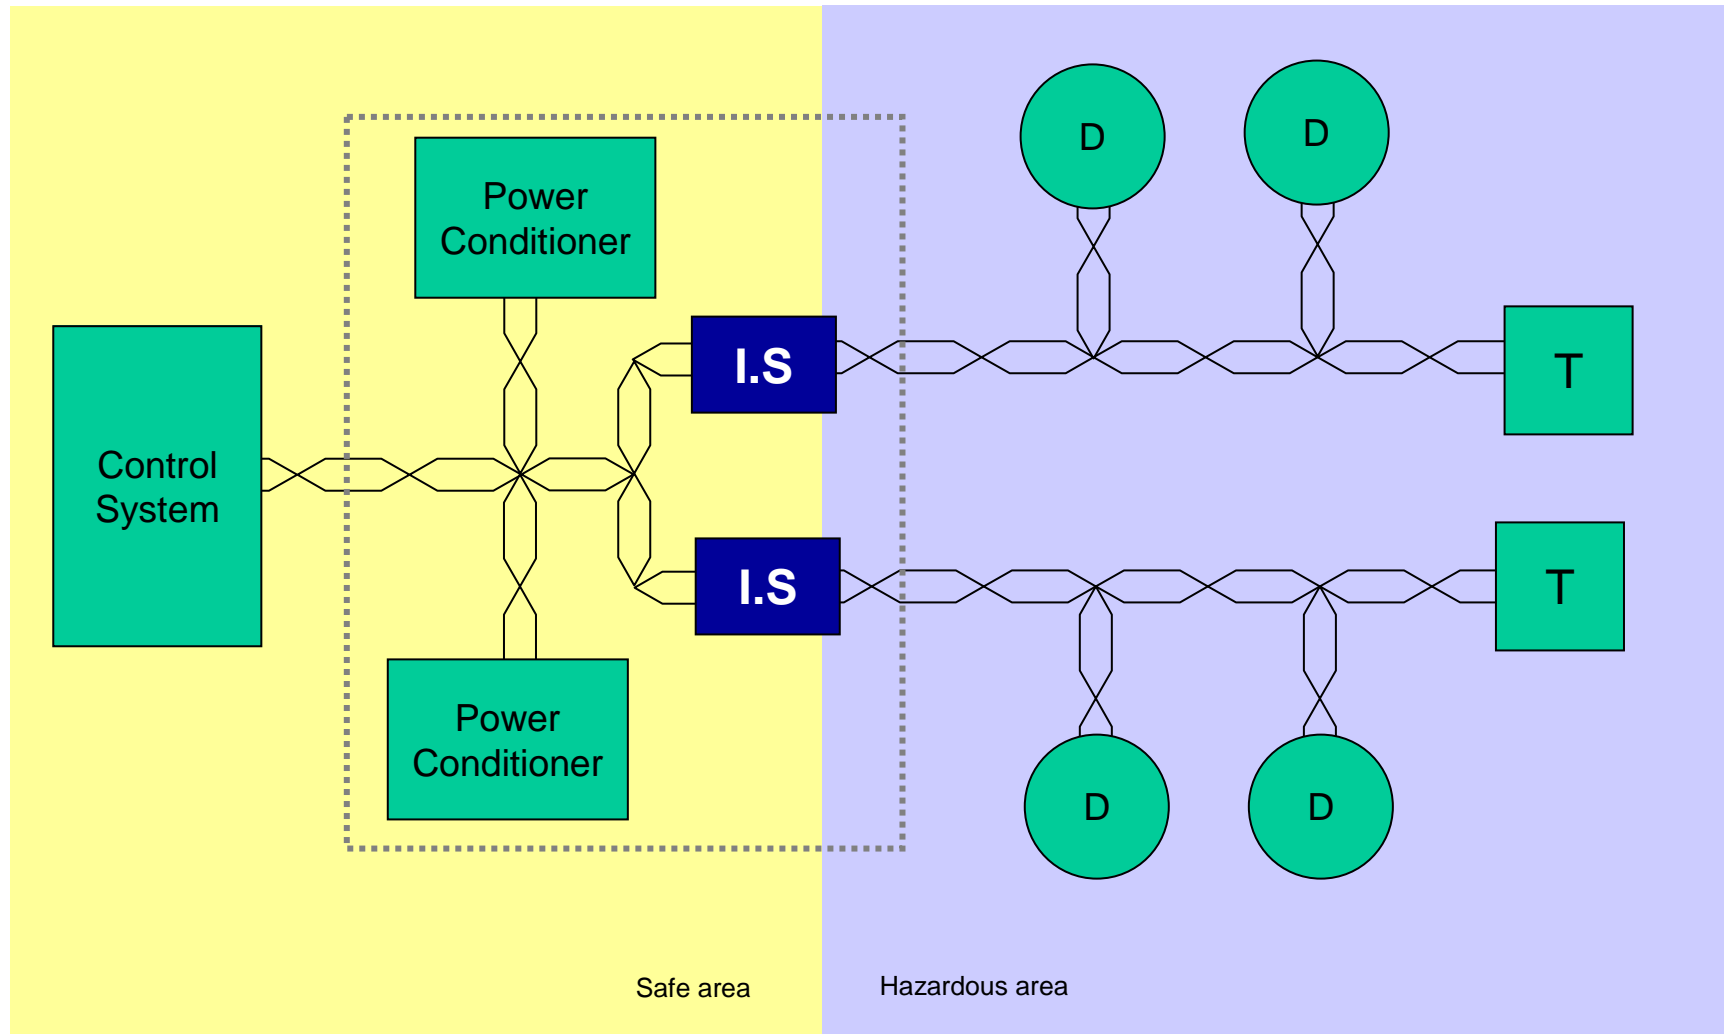 D
D
Power
Conditioner
I.S
T
Control
System
I.S
T
Power
Conditioner
D
D
Safe area
Hazardous area